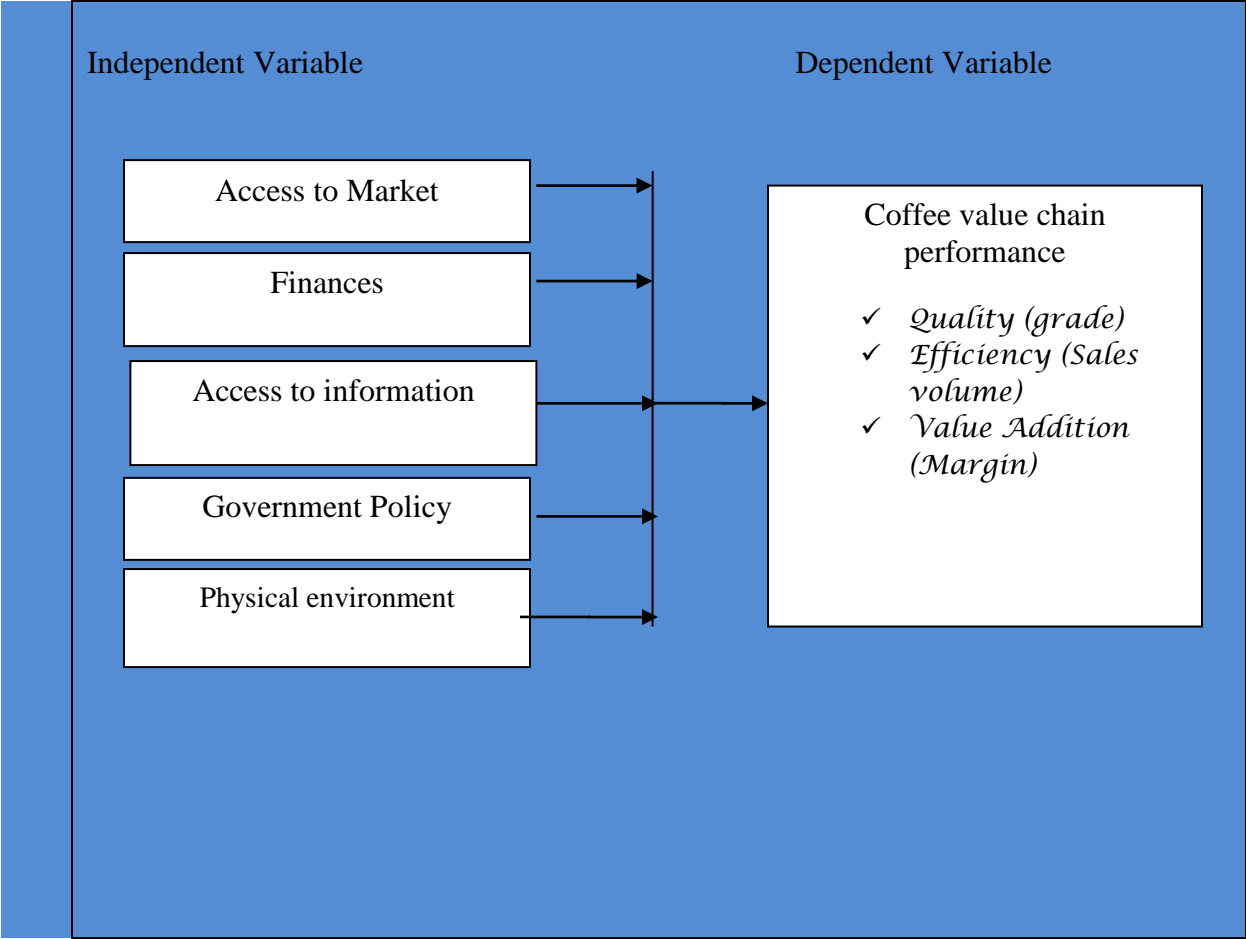 Independent Variable
Dependent Variable
Access to Market
Finances
Access to information
Government Policy
Physical environment
Coffee value chain
performance
✓ Quality (grade)
✓ Efficiency (Sales
volume)
✓ Value Addition
(Margin)